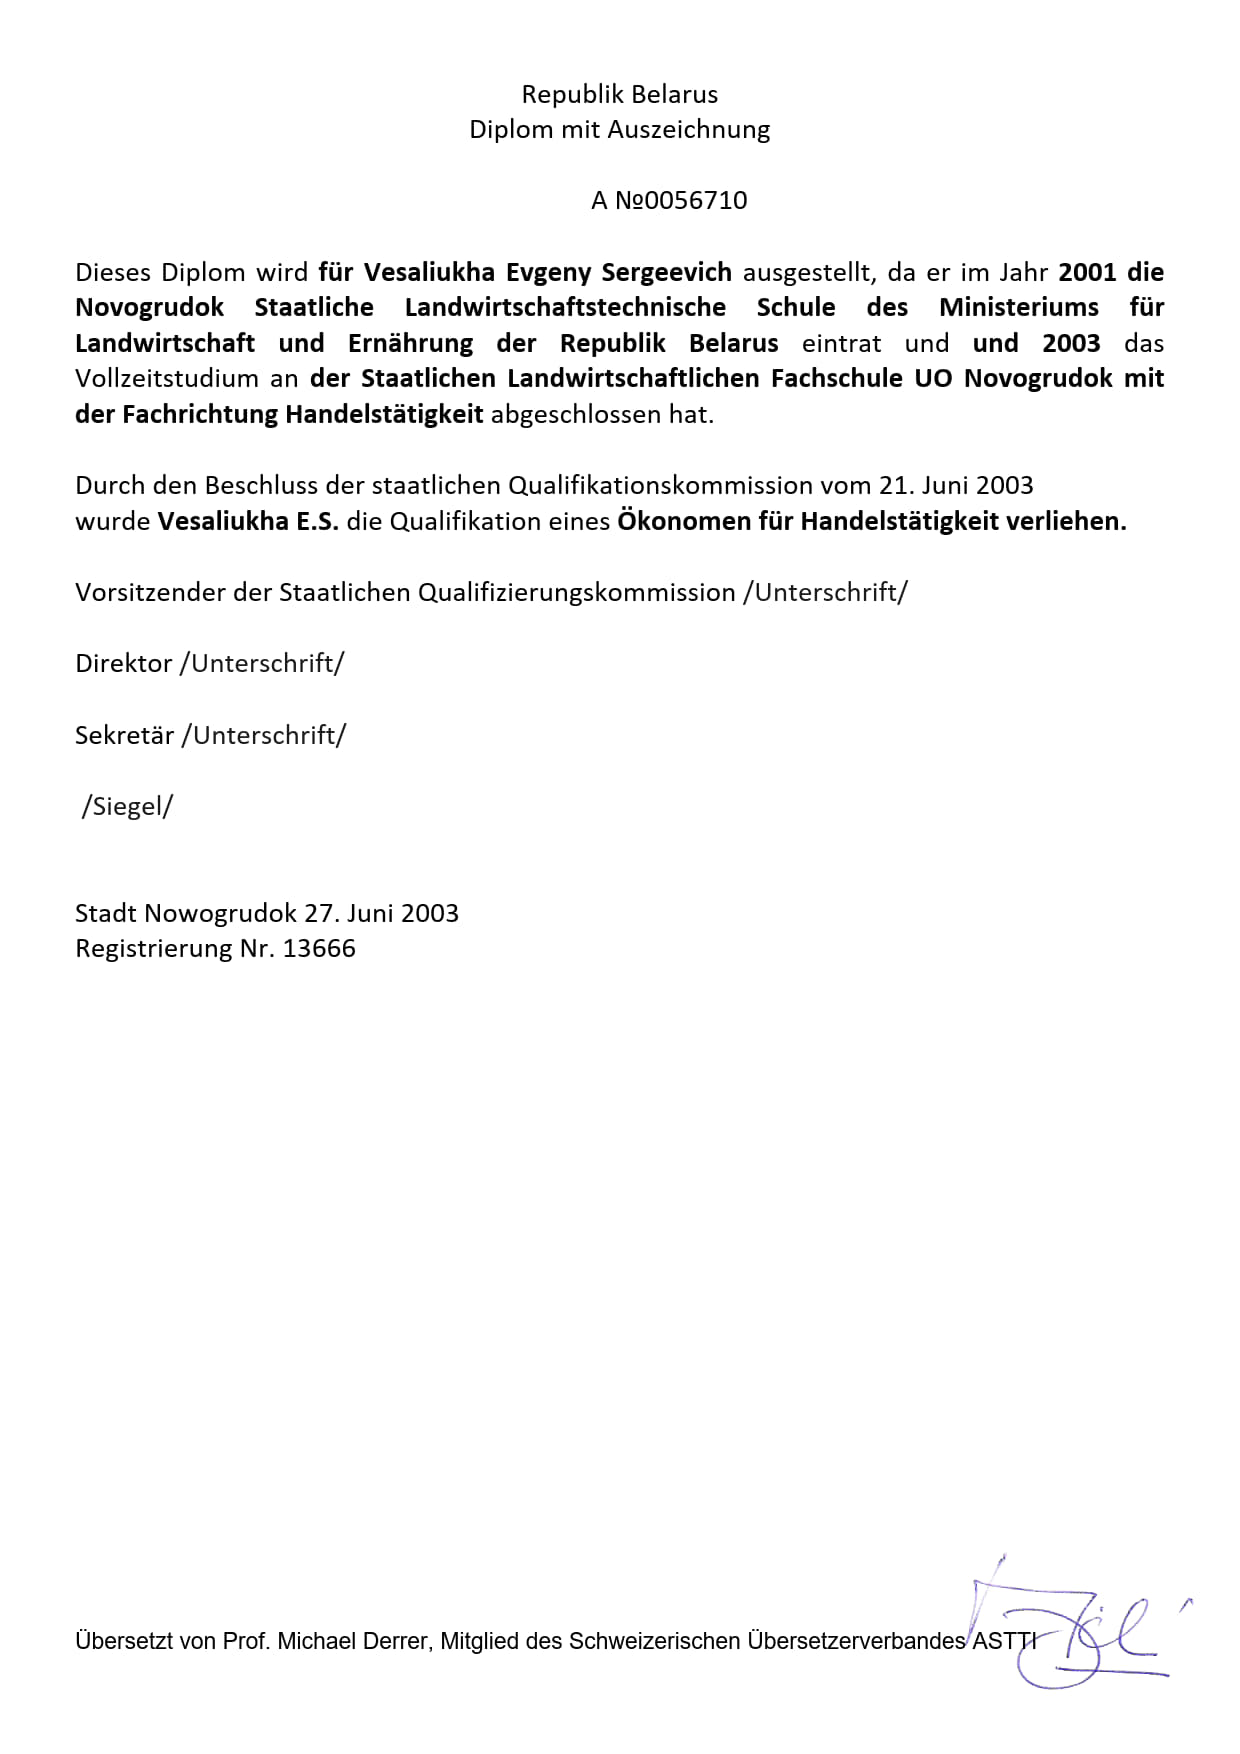 Republik Belarus
Diplom mit Auszeichnung
A №0056710
Dieses Diplom wird für Vesaliukha Evgeny Sergeevich ausgestellt, da er im Jahr 2001 die
Novogrudok Staatliche Landwirtschaftstechnische Schule des Ministeriums für
Landwirtschaft und Ernährung der Republik Belarus eintrat und und 2003 das
Vollzeitstudium an der Staatlichen Landwirtschaftlichen Fachschule UO Novogrudok mit
der Fachrichtung Handelstätigkeit abgeschlossen hat.
Durch den Beschluss der staatlichen Qualifikationskommission vom 21. Juni 2003
wurde Vesaliukha E.S. die Qualifikation eines Ökonomen für Handelstätigkeit verliehen.
Vorsitzender der Staatlichen Qualifizierungskommission /Unterschrift/
Direktor /Unterschrift/
Sekretär /Unterschrift/
/Siegel/
Stadt Nowogrudok 27. Juni 2003
Registrierung Nr. 13666
Übersetzt von Prof. Michael Derrer, Mitglied des Schweizerischen Übersetzerverbandes ASTTI